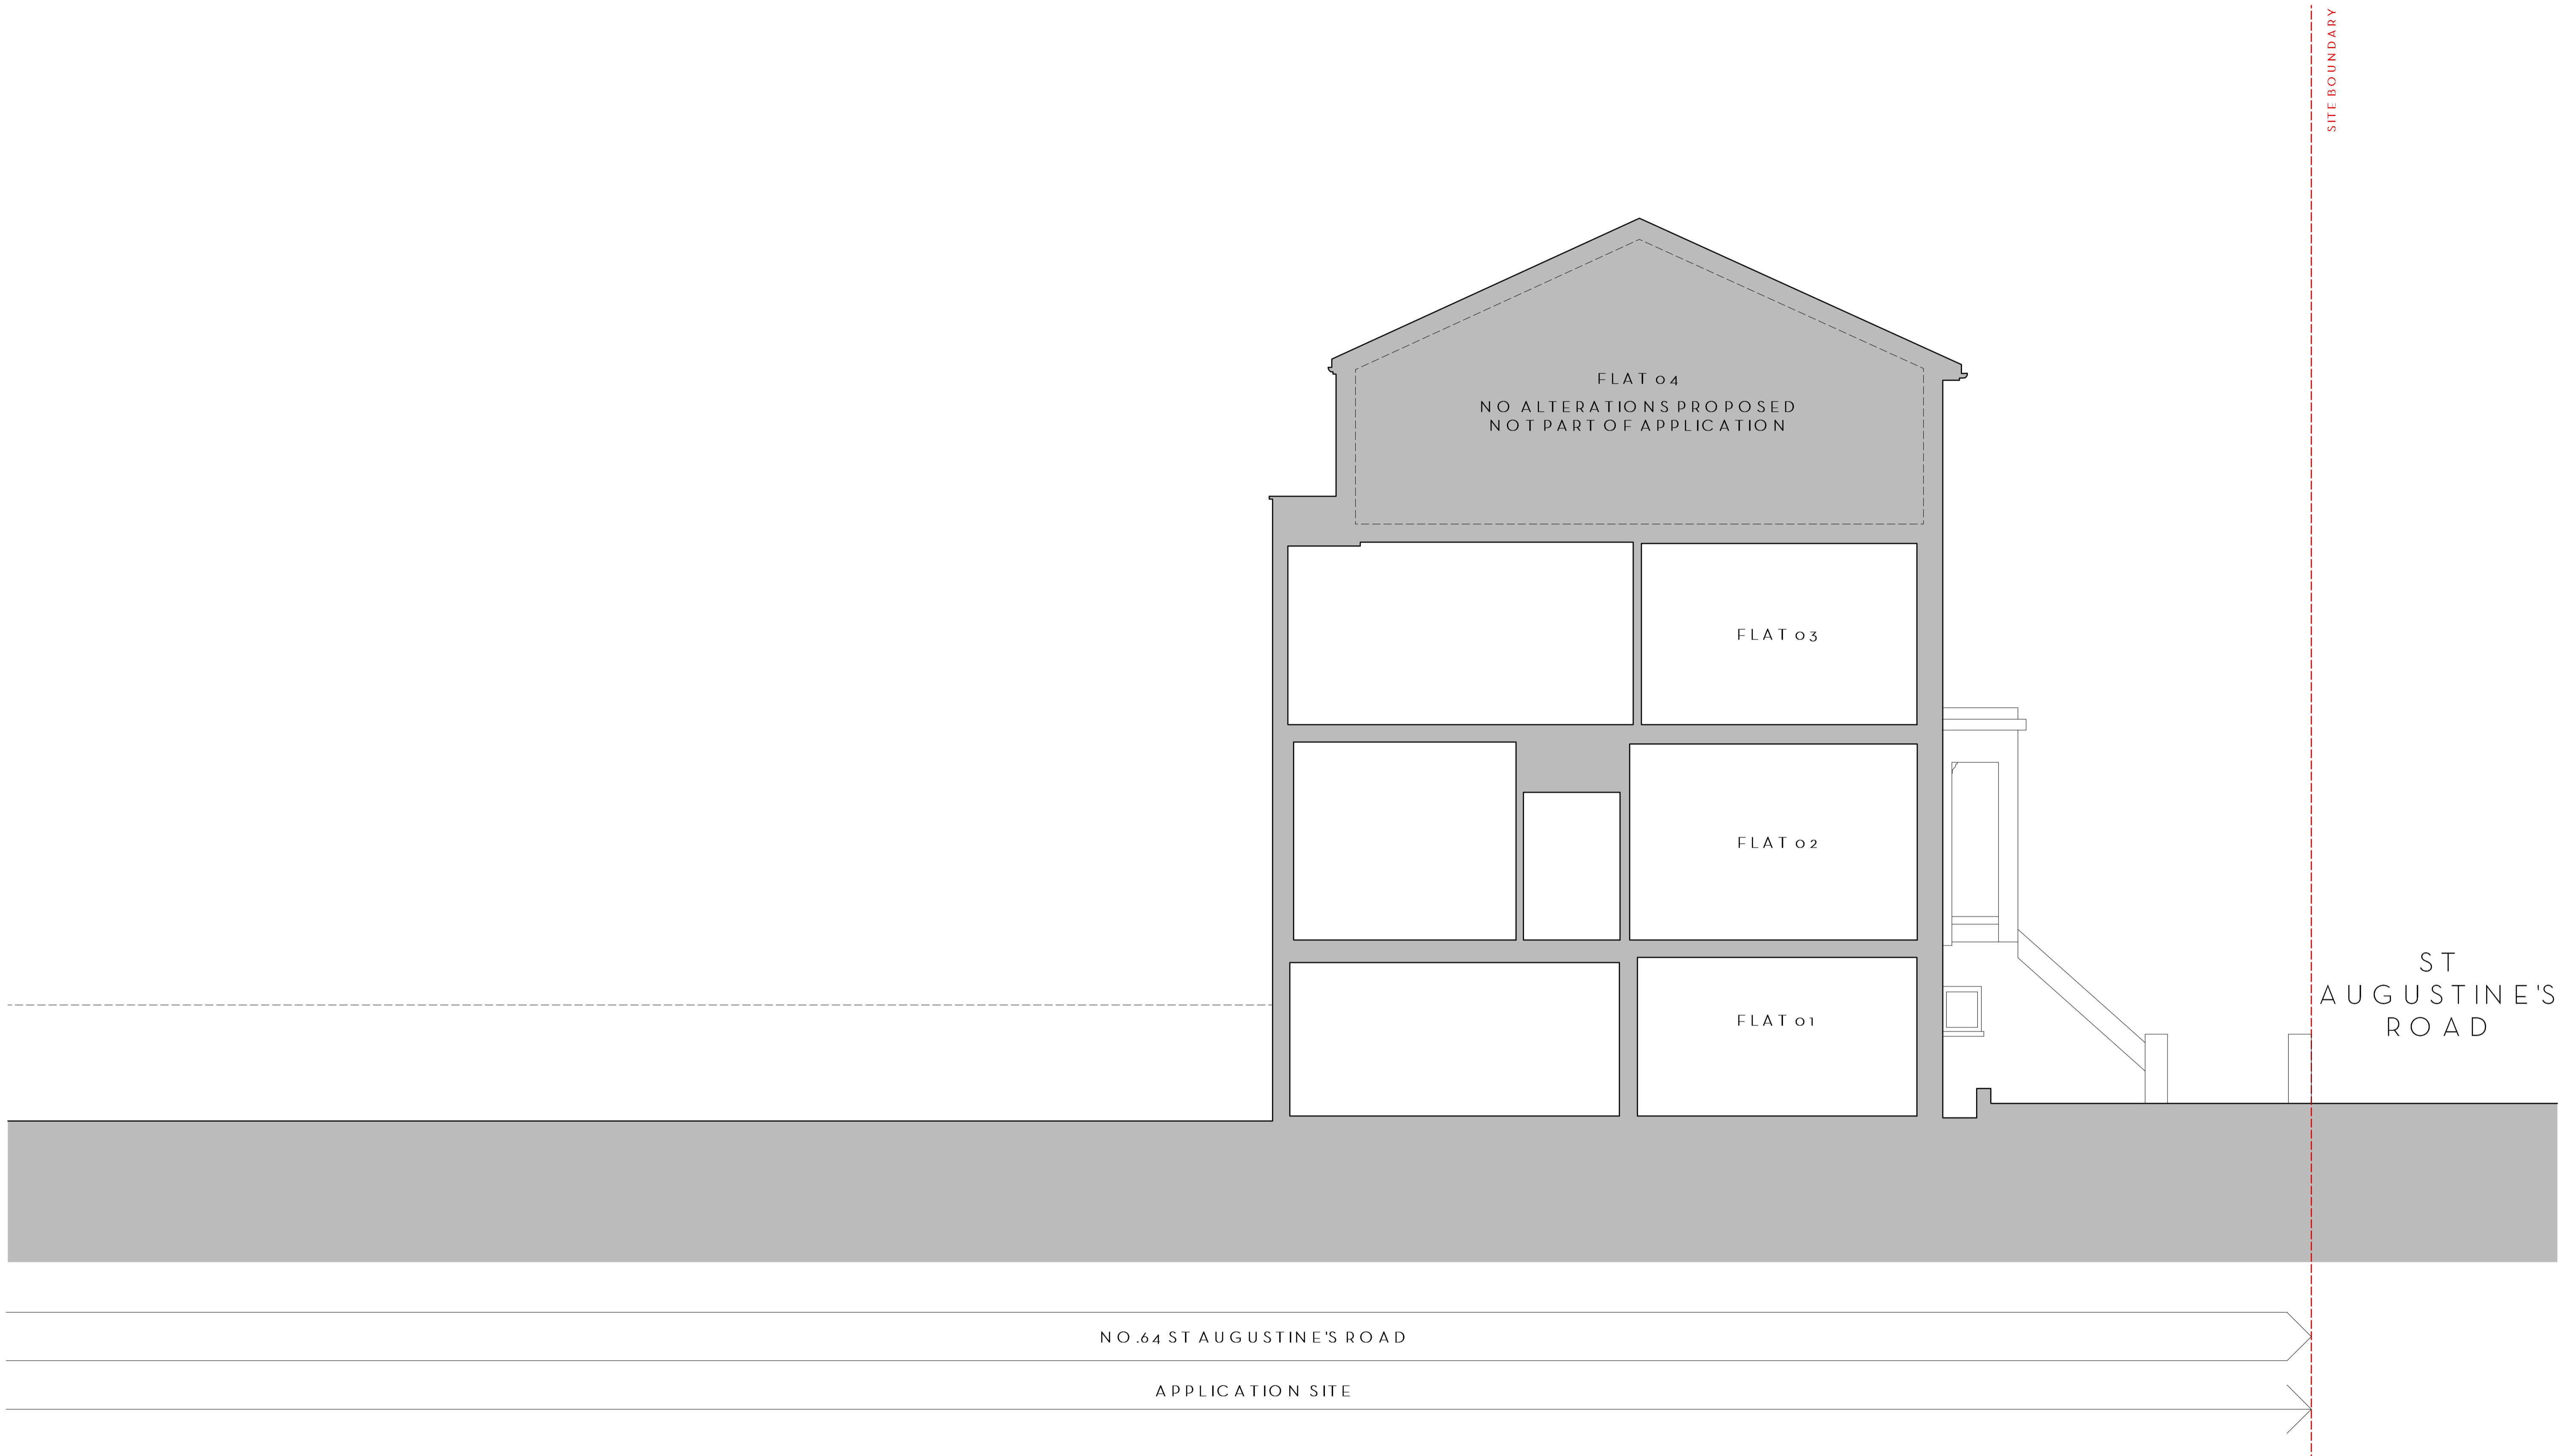 SITE BOUNDARY
FLAT 04
NO ALTERATIONS PROPOSED
NOT PART OF APPLICATION
FLAT 03
FLAT 02
FLAT 01
ST
AUGUSTINE'S
ROAD
NO.64 ST AUGUSTINE'S ROAD
APPLICATION SITE